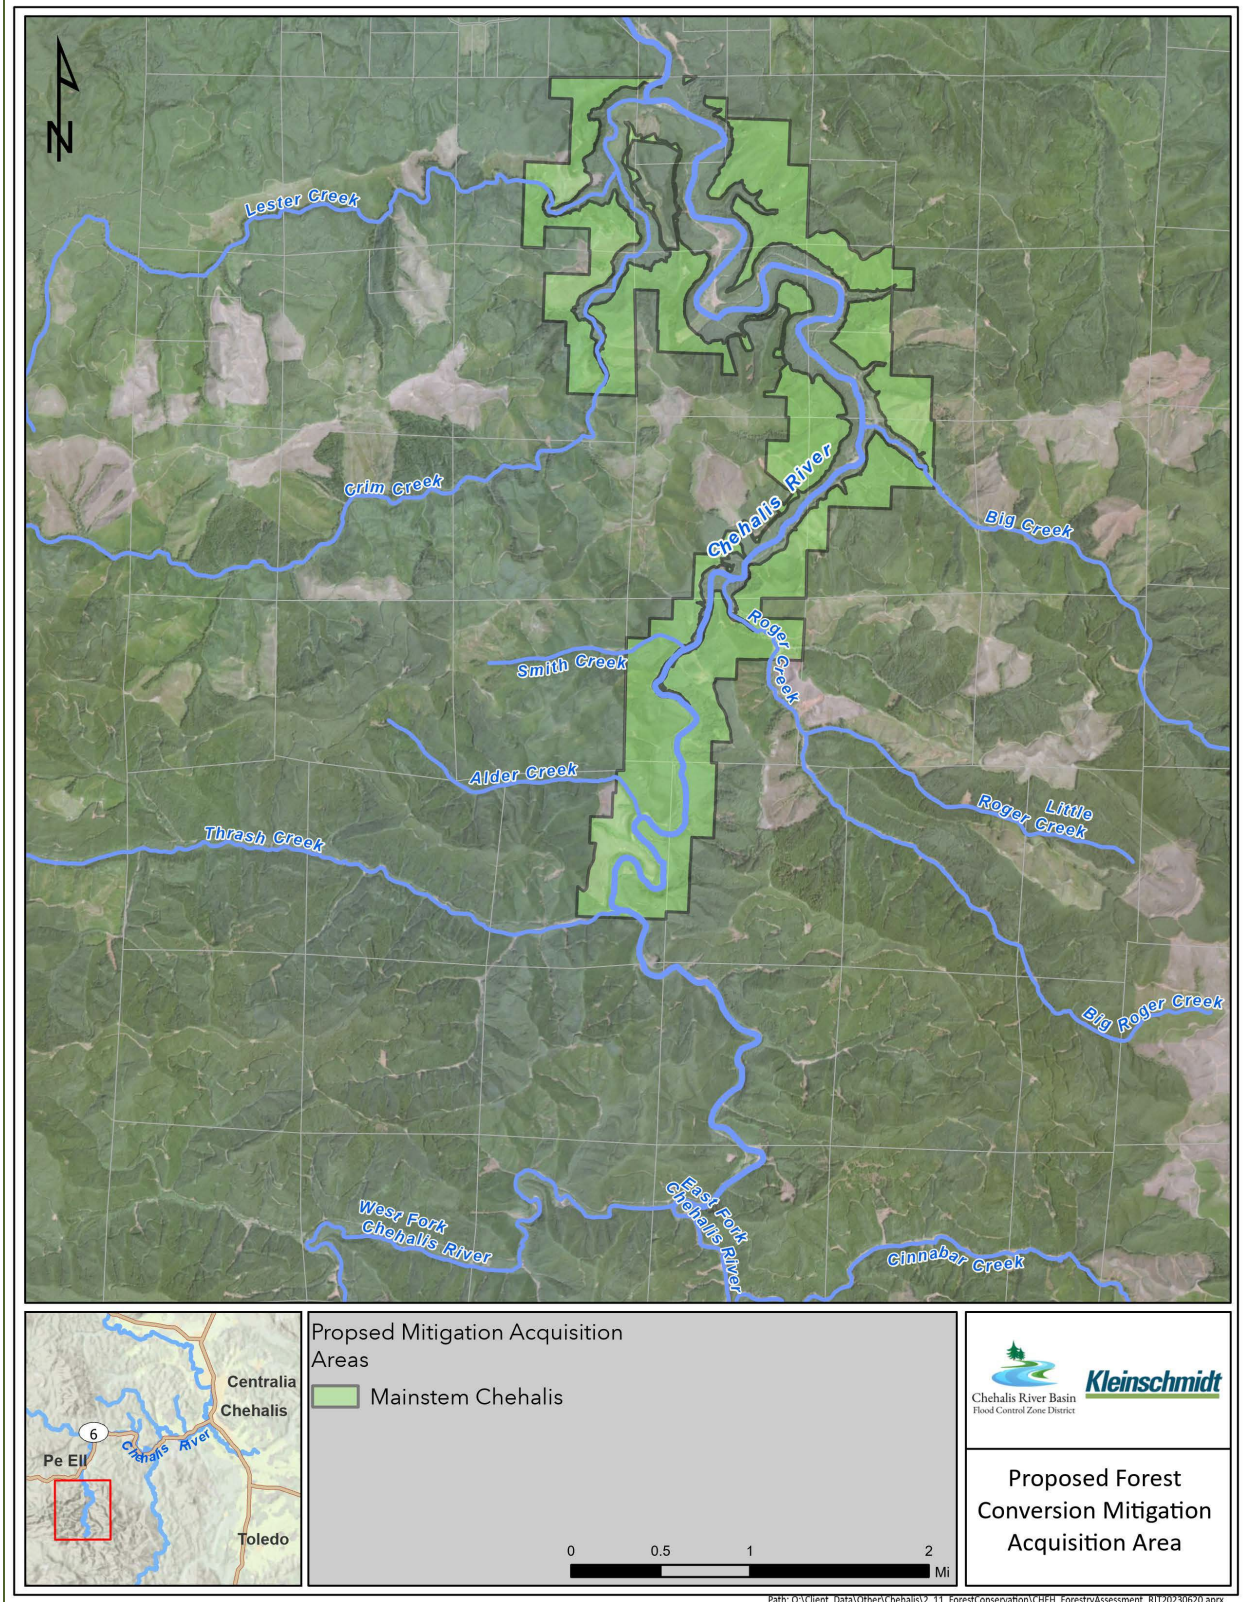 N
Lester Creek
Crim Creek
Chehalis River
Big Creek
Roger
Creek
Smith Creek
Alder Creek
Little
Roger Creek
Thrash Creek
Big Roger Creek
East Fork
Chehalis River
West Fork
Chehalis River
Cinnabar Creek
Centralia
Chehalis
6
Chehalis River
Pe Ell
Toledo
Propsed Mitigation Acquisition
Areas
Mainstem Chehalis
0 0.5 1 2
Mi
Chehalis River Basin
Flood Control Zone District
Kleinschmidt
Proposed Forest
Conversion Mitigation
Acquisition Area